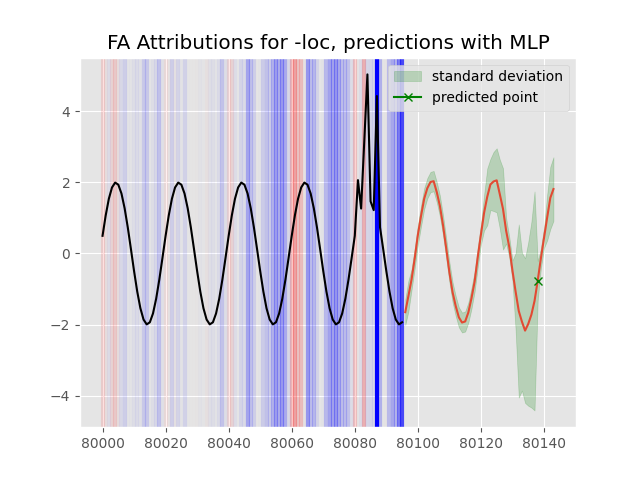 FA Attributions for -loc, predictions with MLP
standard deviation
predicted point
4
2
0
−2
−4
80000 80020 80040 80060 80080 80100 80120 80140